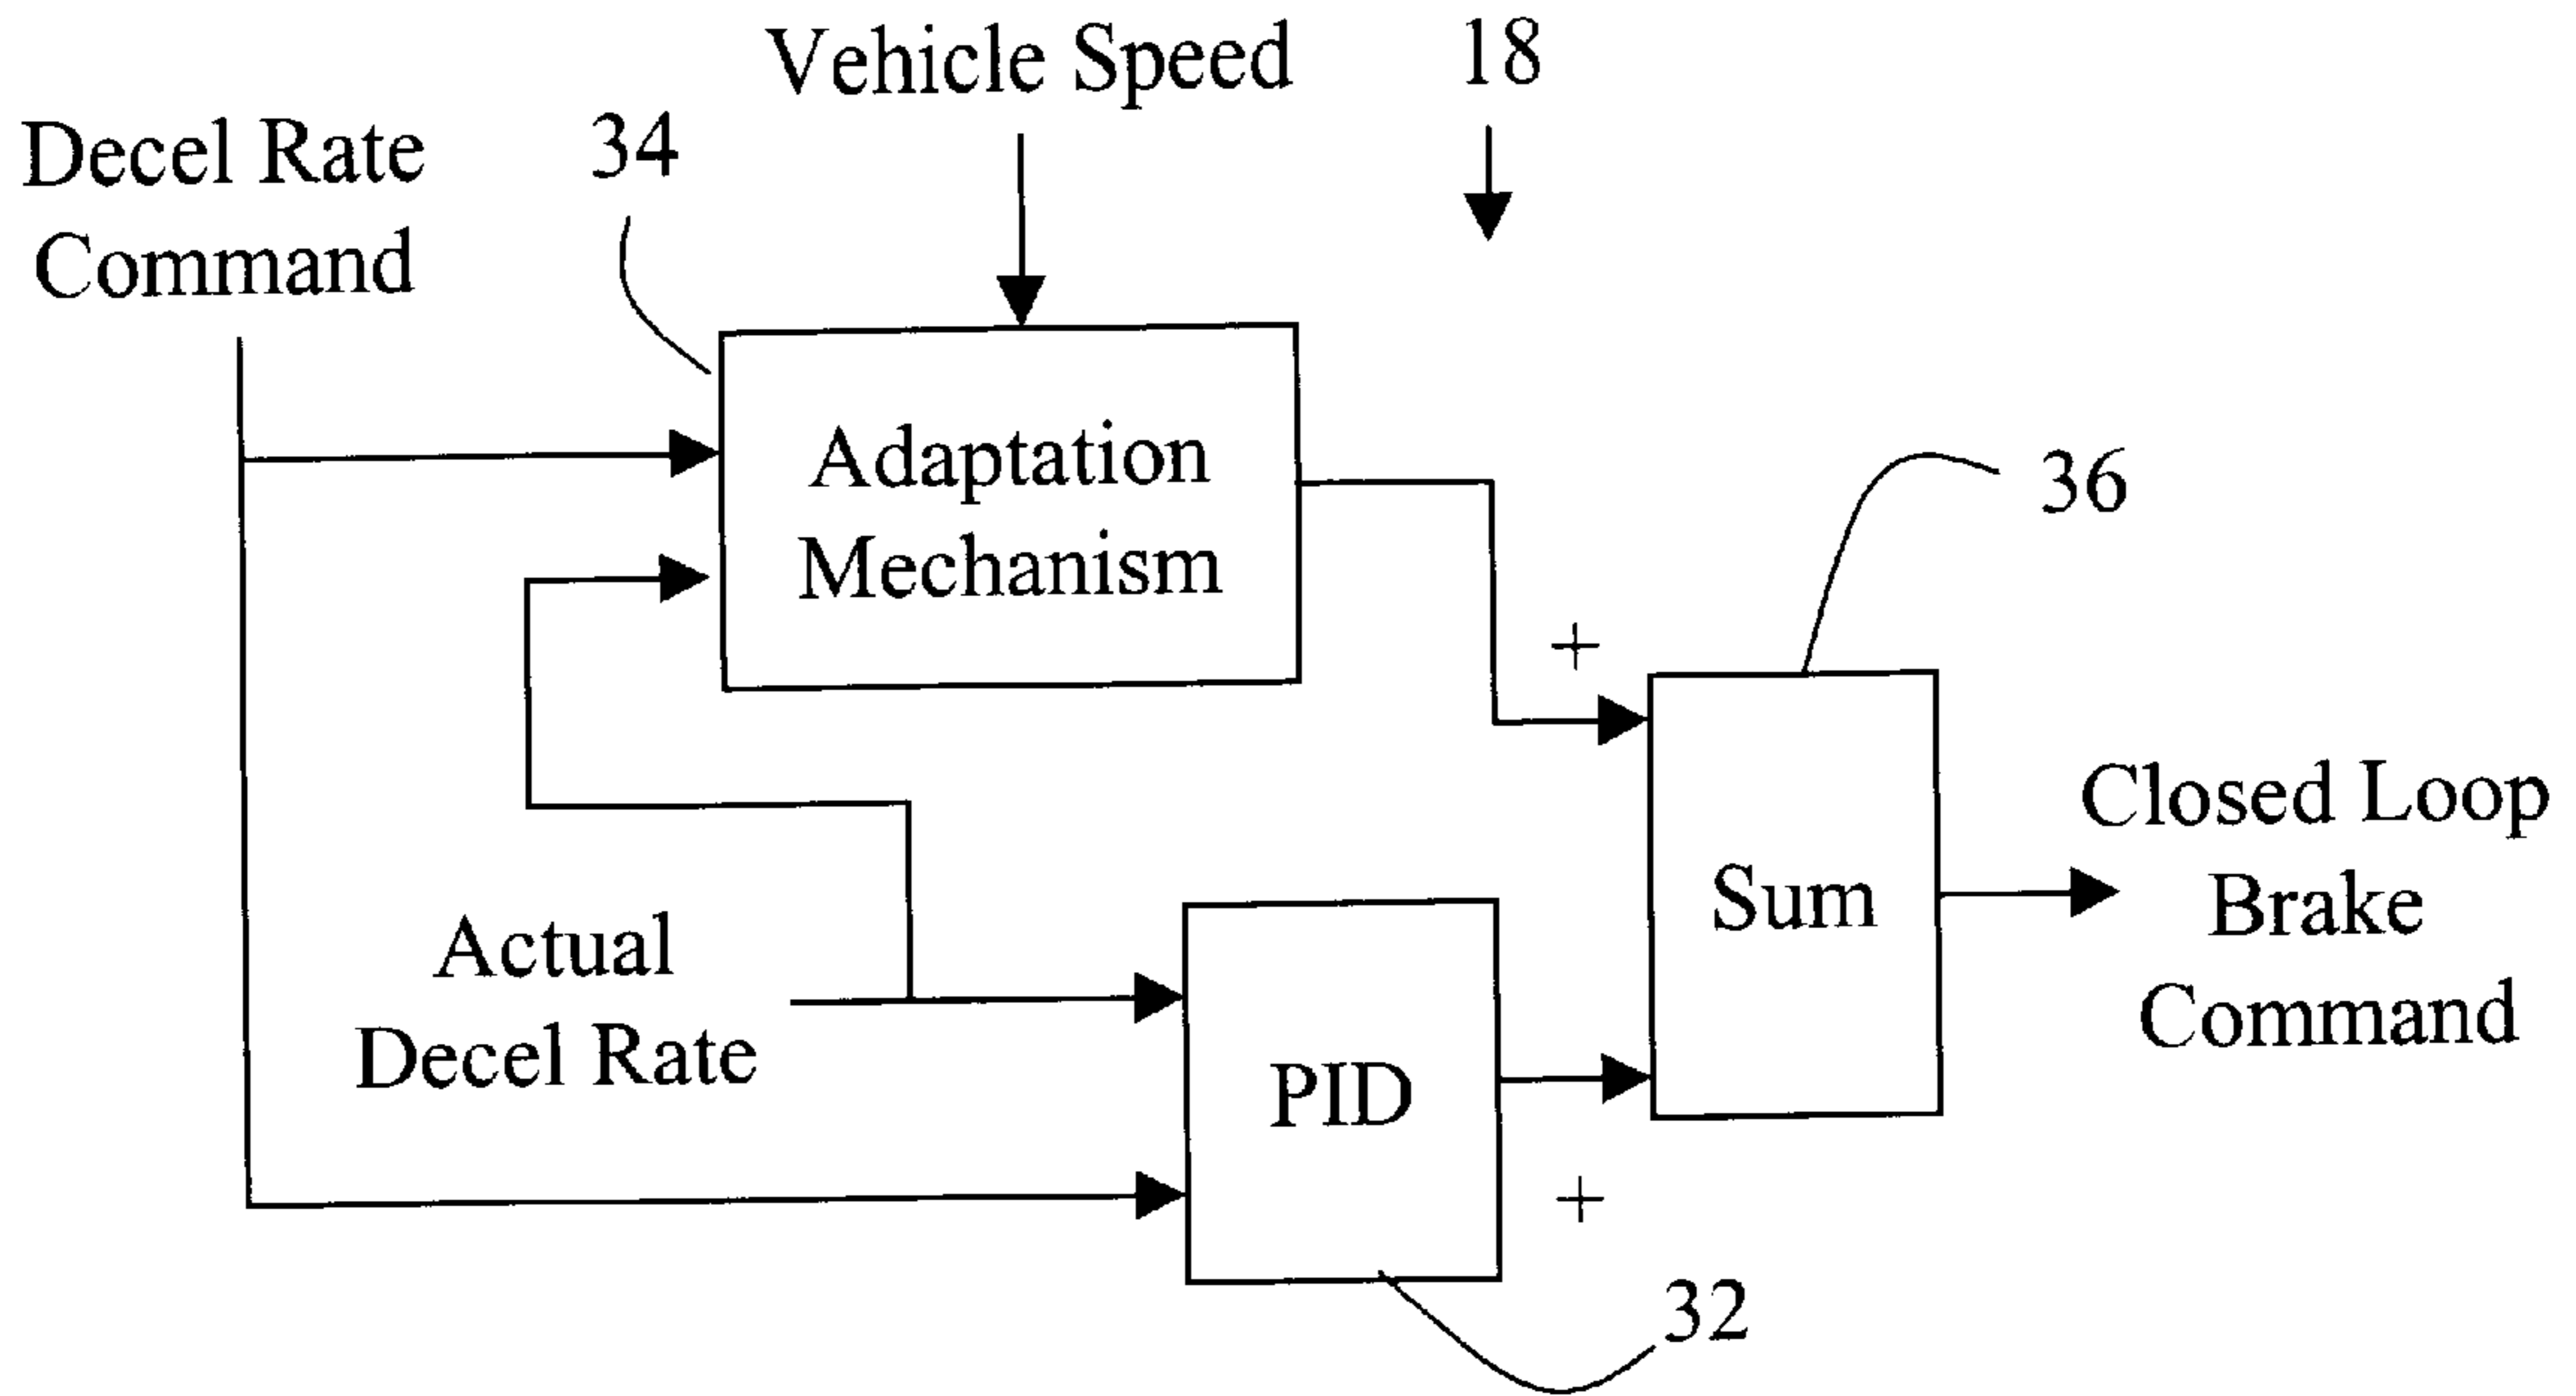 Vehicle Speed
18
Decel Rate
Command
34
Adaptation
Mechanism
36
+
Sum
Closed Loop
Brake
Command
Actual
Decel Rate
PID
+
32